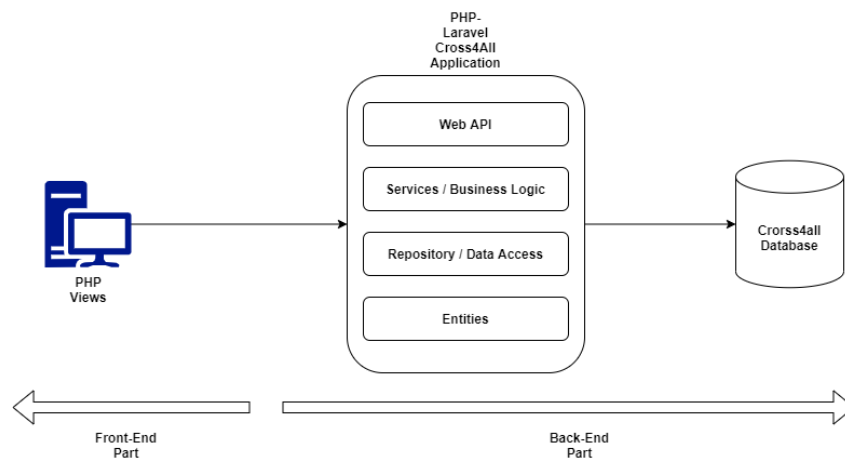 PHP-
Laravel
Cross4All
Application
Web API
Services / Business Logic
Repository / Data Access
Entities
PHP
Views
Crorss4all
Database
Front-End
Part
Back-End
Part